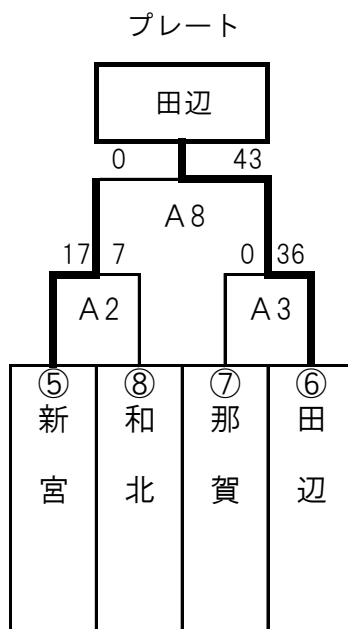 プレート
田辺
0 43
A8
17 7 0 36
A2 A3
⑤ ⑧ ⑦ ⑥
新宮 和北 那賀 田辺